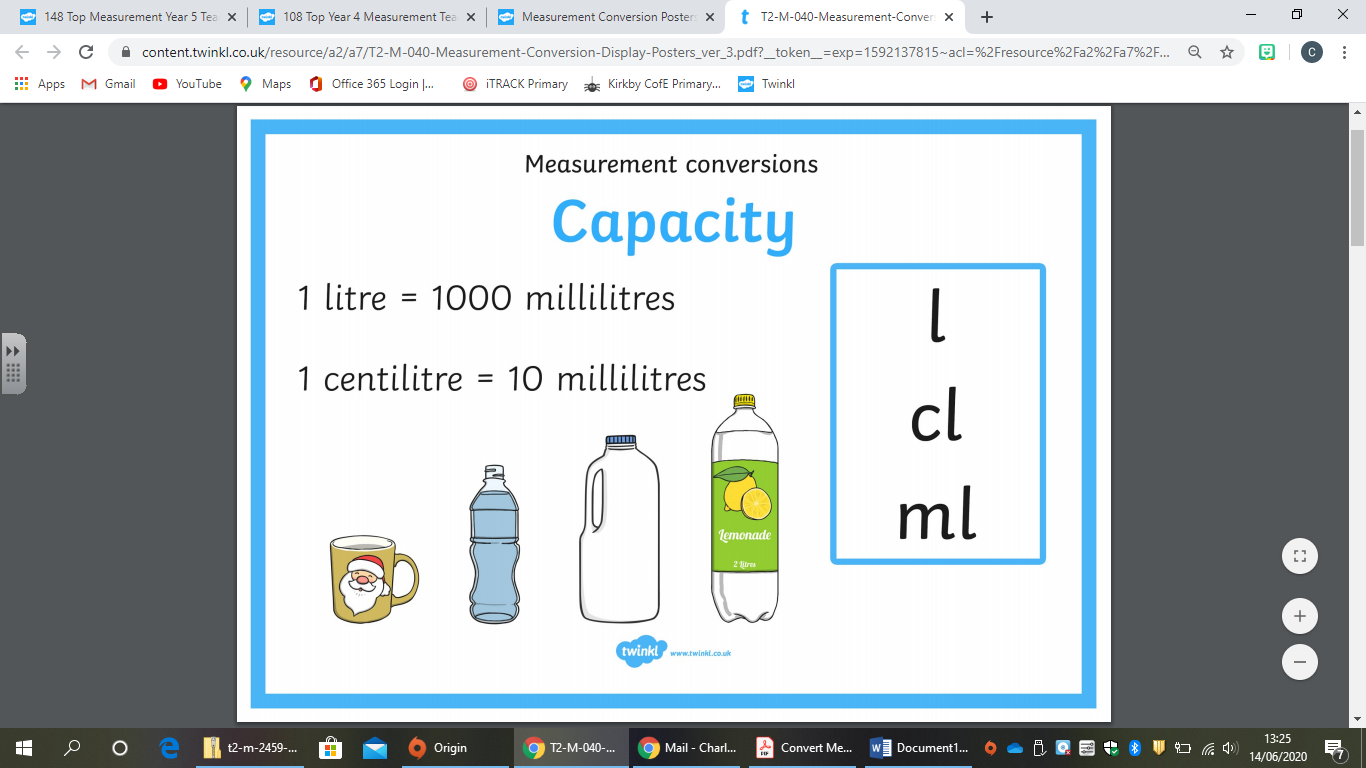 148 Top Measurement Year 5 Tea
108 Top Year 4 Measurement Tea
Measurement Conversion Posters
T2-M-040-Measurement-Conver
content.twinkl.co.uk/resource/a2/a7/T2-M-040-Measurement-Conversion-Display-Posters_ver_3.pdf?__token__=exp=1592137815~acl=%2Fresource%2Fa2%2Fa7%2F...
C
Apps
Gmail
YouTube
Maps
Office 365 Login |...
iTRACK Primary
Kirkby CofE Primary...
Twinkl
Measurement conversions
Capacity
1 litre = 1000 millilitres
1 centilitre = 10 millilitres
l
cl
ml
Lemonade
2 Litres
twinkl
www.twinkl.co.uk
t2-m-2459-...
Origin
T2-M-040-...
Mail - Charl...
Convert Me...
Document1...
13:25
14/06/2020
7